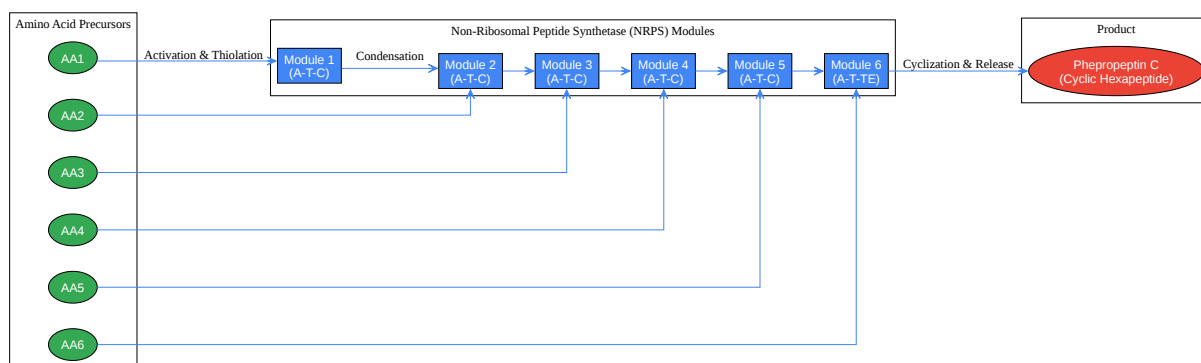 Amino Acid Precursors
AA1
AA2
AA3
AA4
AA5
AA6
Activation & Thiolation
Non-Ribosomal Peptide Synthetase (NRPS) Modules
Module 1
(A-T-C)
Condensation
Module 2
(A-T-C)
Module 3
(A-T-C)
Module 4
(A-T-C)
Module 5
(A-T-C)
Module 6
(A-T-TE)
Cyclization & Release
Product
Phepropeptin C
(Cyclic Hexapeptide)